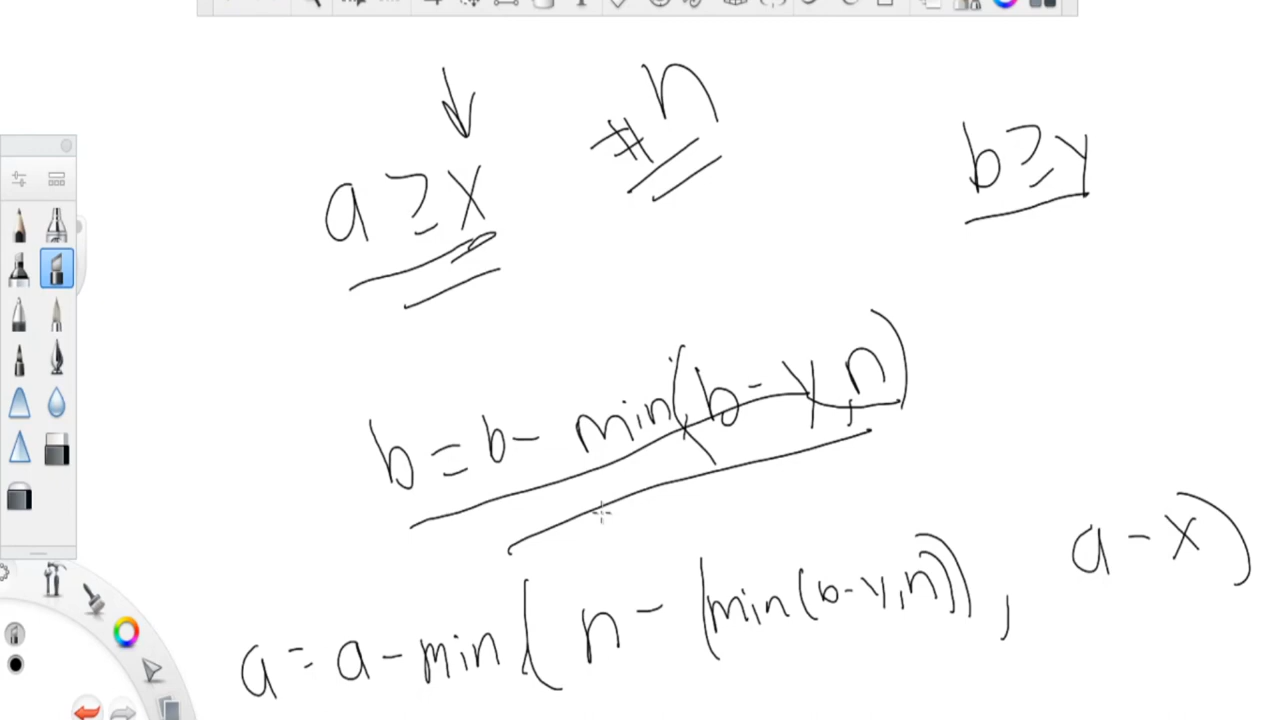 a ≥ x # n b ≥ y
b = b - min(b - y, n)
a = a - min(n - (min(b-y,n)), a - x)